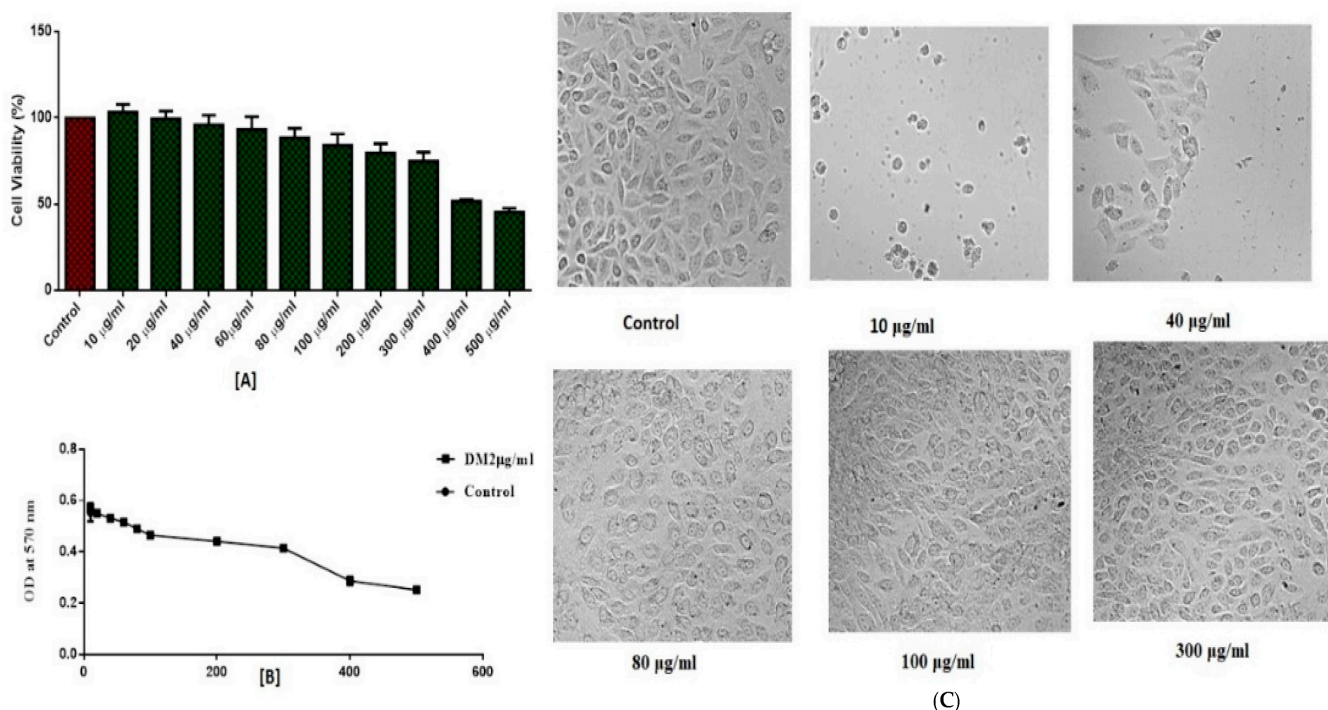 150
100
50
0
Cell Viability (%)
Control
10 µg/ml
20 µg/ml
40 µg/ml
60 µg/ml
80 µg/ml
100 µg/ml
200 µg/ml
300 µg/ml
400 µg/ml
500 µg/ml
[A]
0.8
0.6
0.4
0.2
0.0
OD at 570 nm
DM2µg/ml
Control
0
200
400
600
[B]
Control
10 µg/ml
40 µg/ml
80 µg/ml
100 µg/ml
300 µg/ml
(C)